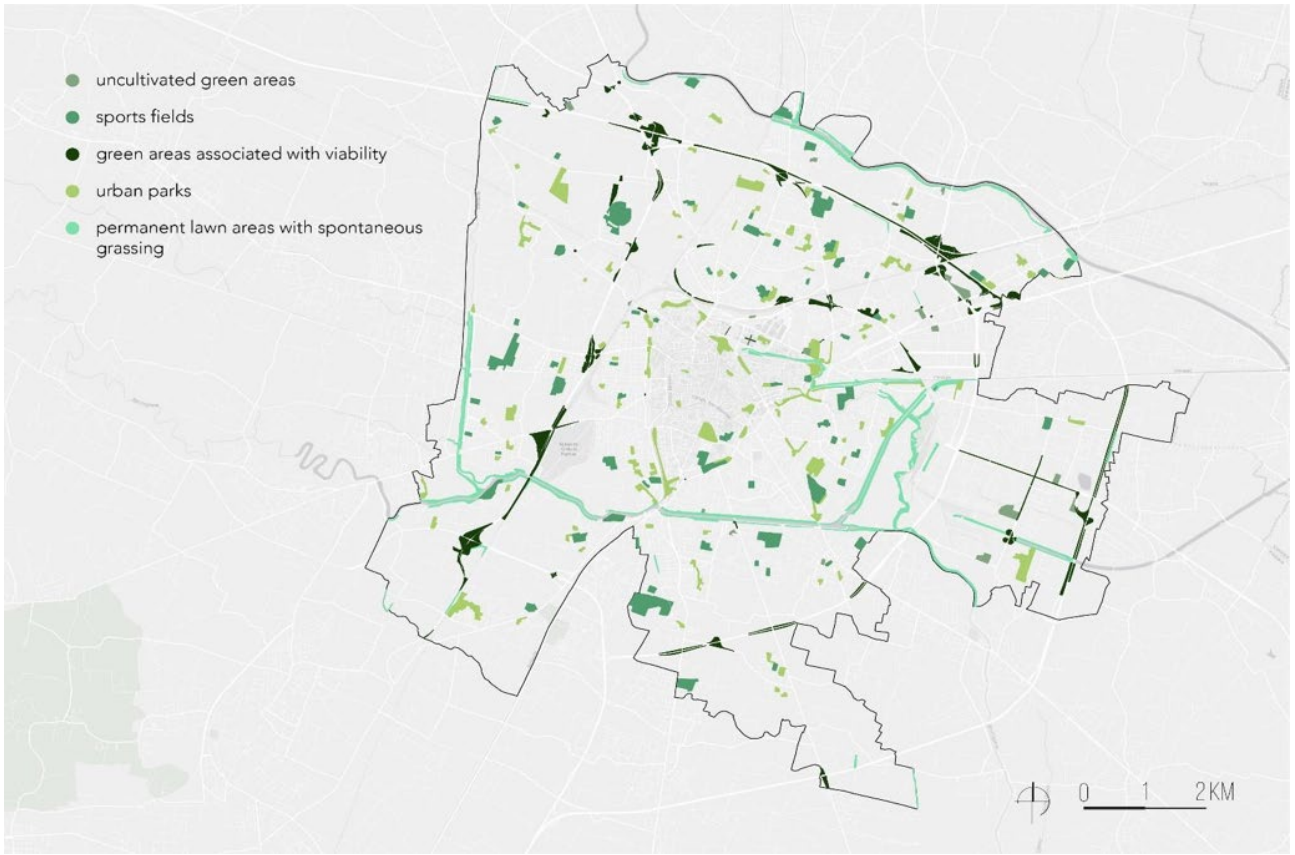 uncultivated green areas
sports fields
green areas associated with viability
urban parks
permanent lawn areas with spontaneous
grassing
0 1 2KM